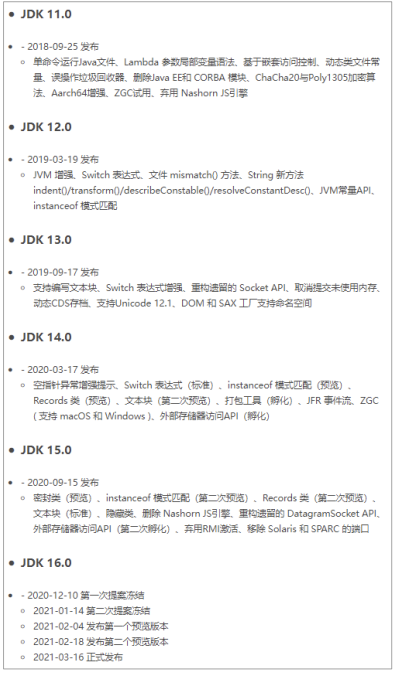 JDK 11.0
- 2018-09-25 发布
单命令运行Java文件、Lambda 参数局部变量语法、基于嵌套访问控制、动态类文件常
量、误操作垃圾回收器、删除Java EE和 CORBA 模块、ChaCha20与Poly1305加密算
法、Aarch64增强、ZGC试用、弃用 Nashorn JS引擎
JDK 12.0
- 2019-03-19 发布
JVM 增强、Switch 表达式、文件 mismatch() 方法、String 新方法
indent()/transform()/describeConstable()/resolveConstantDesc()、JVM常量API、
instanceof 模式匹配
JDK 13.0
- 2019-09-17 发布
支持编写文本块、Switch 表达式增强、重构遗留的 Socket API、取消提交未使用内存、
动态CDS存档、支持Unicode 12.1、DOM 和 SAX 工厂支持命名空间
JDK 14.0
- 2020-03-17 发布
空指针异常增强提示、Switch 表达式（标准）、instanceof 模式匹配（预览）、
Records 类（预览）、文本块（第二次预览）、打包工具（孵化）、JFR 事件流、ZGC
( 支持 macOS 和 Windows )、外部存储器访问API（孵化）
JDK 15.0
- 2020-09-15 发布
密封类（预览）、instanceof 模式匹配（第二次预览）、Records 类（第二次预览）、
文本块（标准）、隐藏类、删除 Nashorn JS引擎、重构遗留的 DatagramSocket API、
外部存储器访问API（第二次孵化）、弃用RMI激活、移除 Solaris 和 SPARC 的端口
JDK 16.0
- 2020-12-10 第一次提案冻结
2021-01-14 第二次提案冻结
2021-02-04 发布第一个预览版本
2021-02-18 发布第二个预览版本
2021-03-16 正式发布